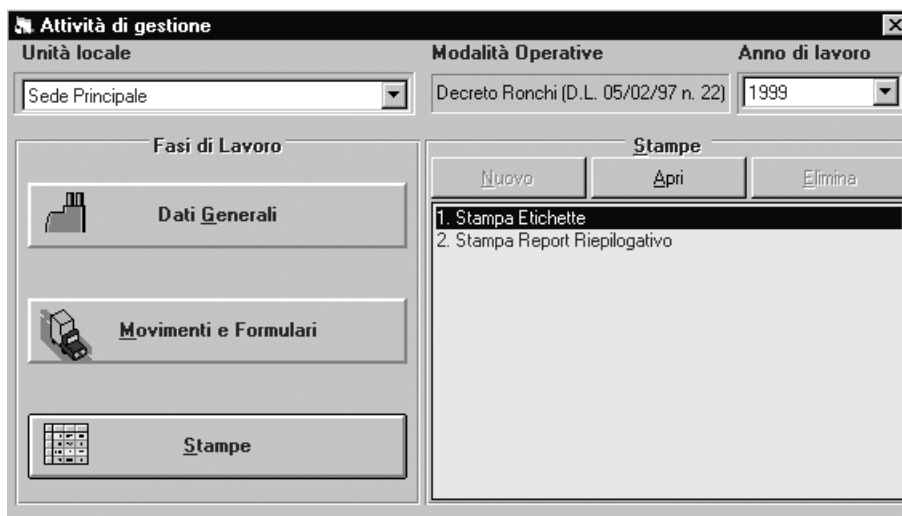 Attività di gestione
Unità locale
Modalità Operative
Anno di lavoro
Sede Principale
Decreto Ronchi (D.L. 05/02/97 n. 22)
1999
Fasi di Lavoro
Stampe
Nuovo
Apri
Elimina
Dati Generali
1. Stampa Etichette
2. Stampa Report Riepilogativo
Movimenti e Formulari
Stampe